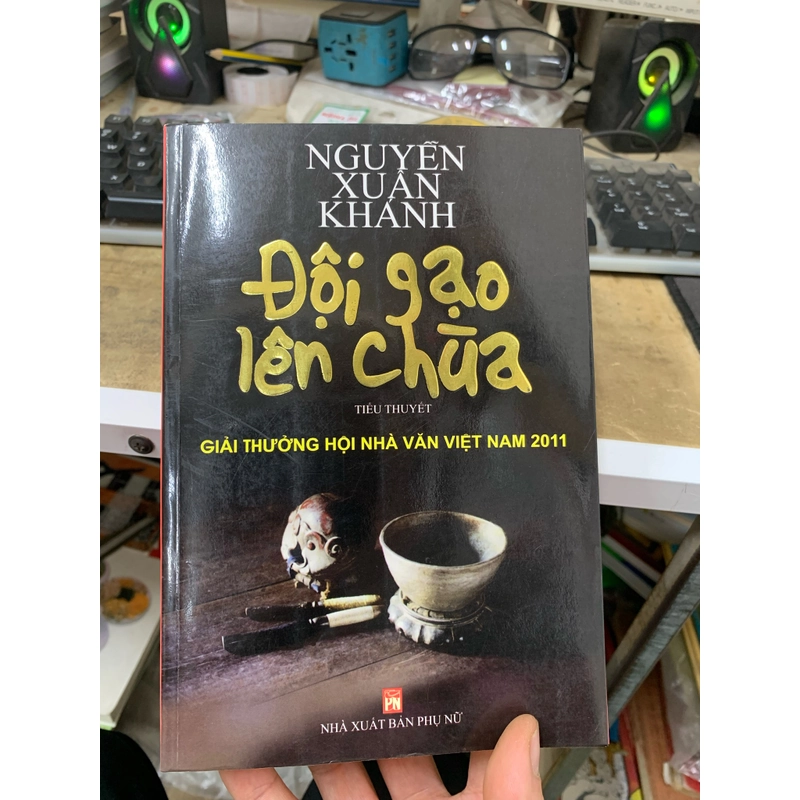 NGUYỄN
XUÂN
KHÁNH
Đội gạo
lên chùa
TIỂU THUYẾT
GIẢI THƯỞNG HỘI NHÀ VĂN VIỆT NAM 2011
PN
NHÀ XUẤT BẢN PHỤ NỮ